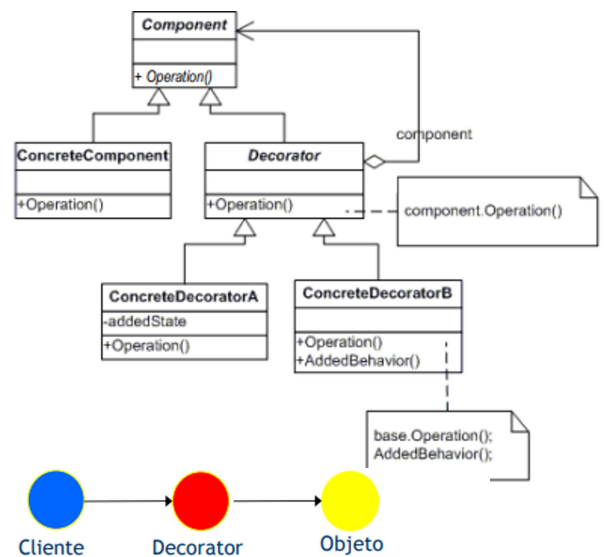 Component
+ Operation()
component
ConcreteComponent
+Operation()
Decorator
+Operation()
component.Operation()
ConcreteDecoratorA
-addedState
+Operation()
ConcreteDecoratorB
+Operation()
+AddedBehavior()
base.Operation();
AddedBehavior();
Cliente
Decorator
Objeto